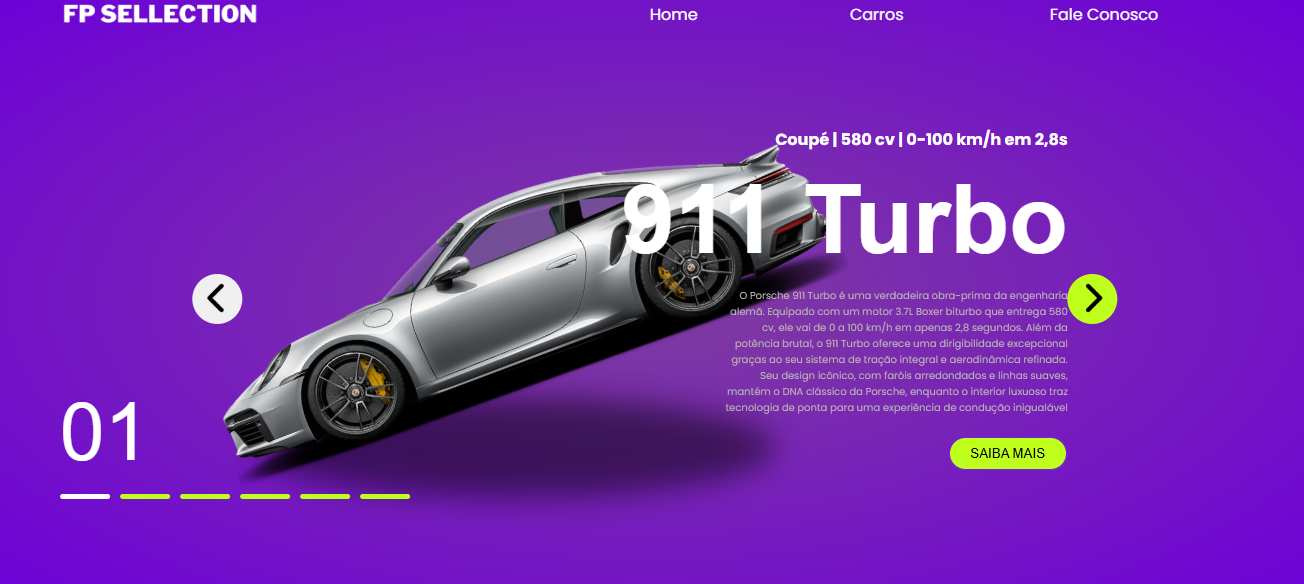 FP SELLECTION
Home
Carros
Fale Conosco
Coupé | 580 cv | 0-100 km/h em 2,8s
911 Turbo
O Porsche 911 Turbo é uma verdadeira obra-prima da engenharia
alemã. Equipado com um motor 3.7L Boxer biturbo que entrega 580
cv, ele vai de 0 a 100 km/h em apenas 2,8 segundos. Além da
potência brutal, o 911 Turbo oferece uma dirigibilidade excepcional
graças ao seu sistema de tração integral e aerodinâmica refinada.
Seu design icônico, com faróis arredondados e linhas suaves,
mantém o DNA clássico da Porsche, enquanto o interior luxuoso traz
tecnologia de ponta para uma experiência de condução inigualável
01
SAIBA MAIS